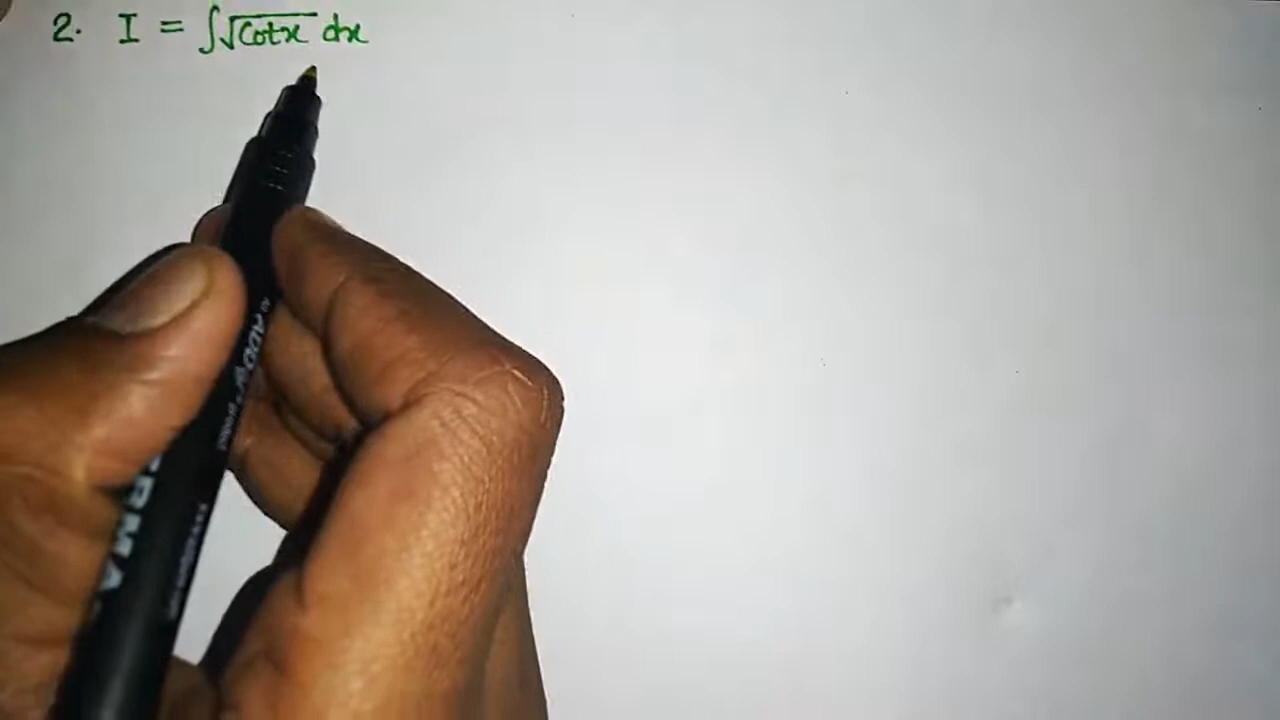 2. I = ∫√cotx dx